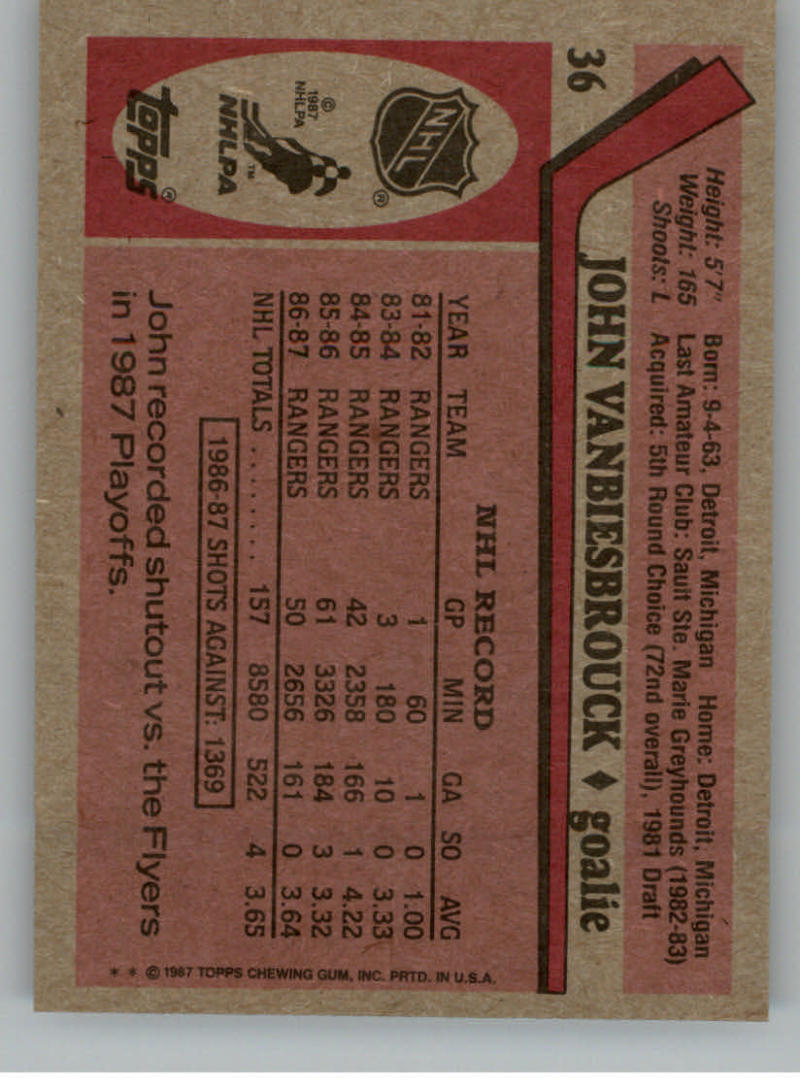 36
Height: 5'7" Born: 9-4-63, Detroit, Michigan Home: Detroit, Michigan
Weight: 165 Last Amateur Club: Sault Ste. Marie Greyhounds (1982-83)
Shoots: L Acquired: 5th Round Choice (72nd overall), 1981 Draft
JOHN VANBIESBROUCK ♦ goalie
NHL ®
© 1987 NHLPA
NHLPA ™
topps ®
NHL RECORD
YEAR TEAM GP MIN GA SO AVG
81-82 RANGERS 1 60 1 0 1.00
83-84 RANGERS 3 180 10 0 3.33
84-85 RANGERS 42 2358 166 1 4.22
85-86 RANGERS 61 3326 184 3 3.32
86-87 RANGERS 50 2656 161 0 3.64
NHL TOTALS ........ 157 8580 522 4 3.65
1986-87 SHOTS AGAINST: 1369
John recorded shutout vs. the Flyers
in 1987 Playoffs.
* * © 1987 TOPPS CHEWING GUM, INC. PRTD. IN U.S.A.